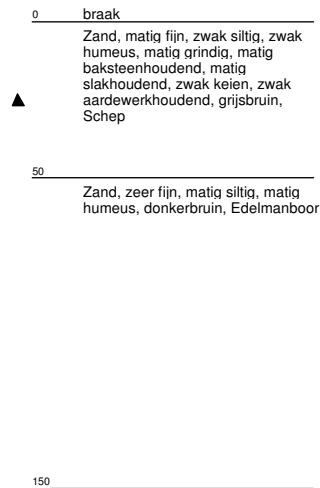 0 braak
Zand, matig fijn, zwak siltig, zwak
humeus, matig grindig, matig
baksteenhoudend, matig
slakhoudend, zwak keien, zwak
aardewerkhoudend, grijsbruin,
Schep
50
Zand, zeer fijn, matig siltig, matig
humeus, donkerbruin, Edelmanboor
150